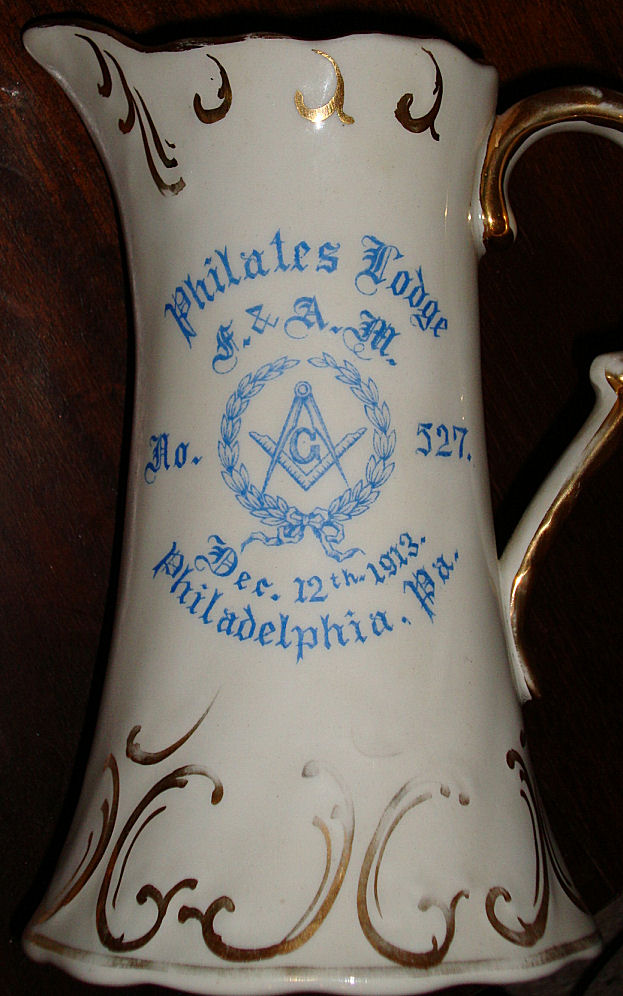 Philates Lodge
F. & A. M.
G
No. 527.
Dec. 12th. 1913.
Philadelphia. Pa.